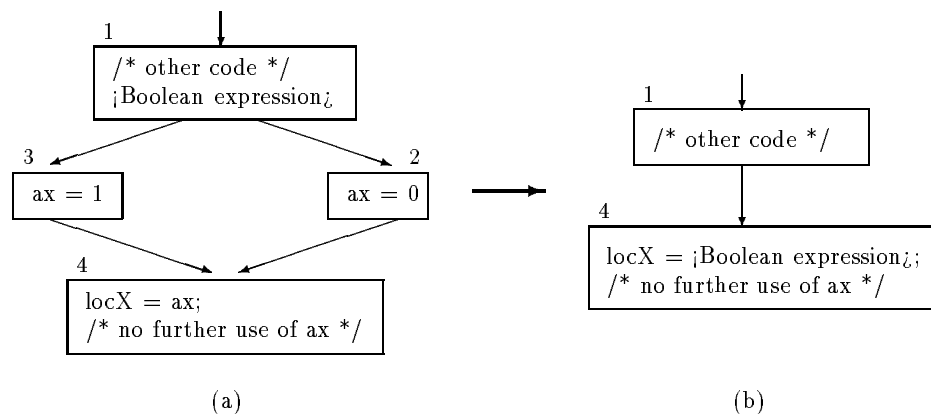 1
/* other code */
¡Boolean expression¿
3
2
ax = 1
ax = 0
4
locX = ax;
/* no further use of ax */
(a)
1
/* other code */
4
locX = ¡Boolean expression¿;
/* no further use of ax */
(b)